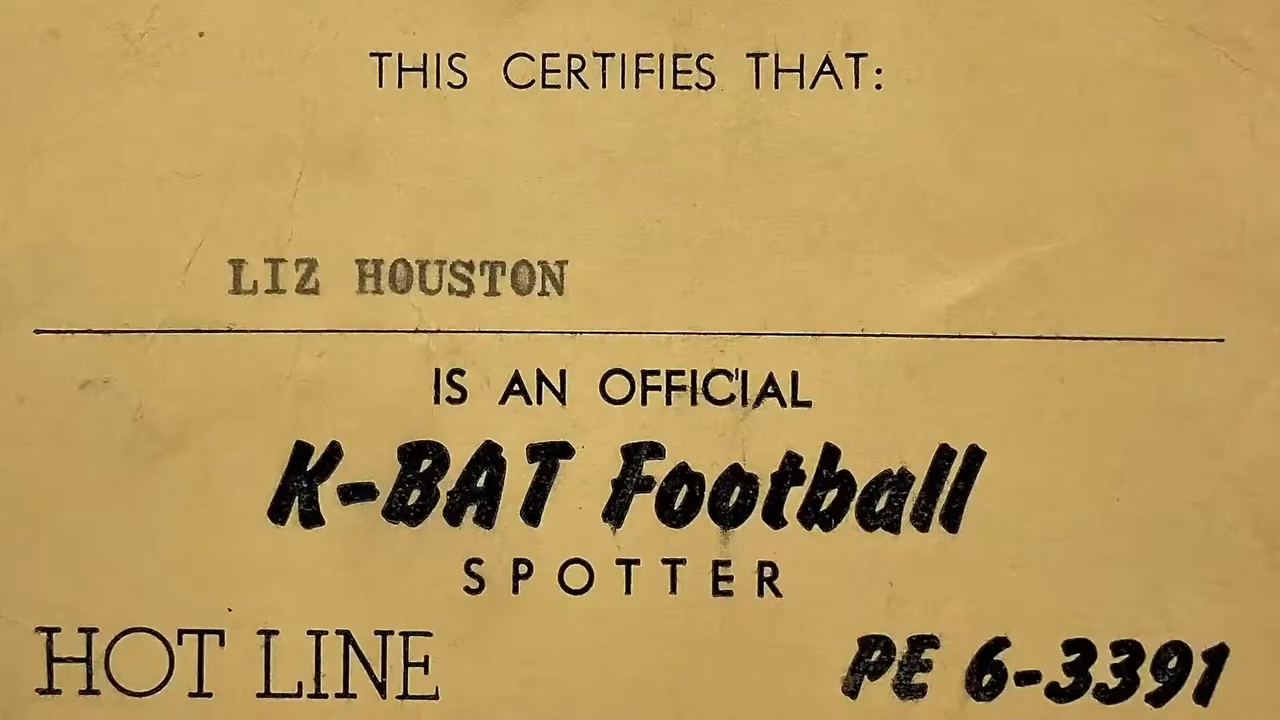 THIS CERTIFIES THAT:
LIZ HOUSTON
IS AN OFFICIAL
K-BAT Football
SPOTTER
HOT LINE PE 6-3391